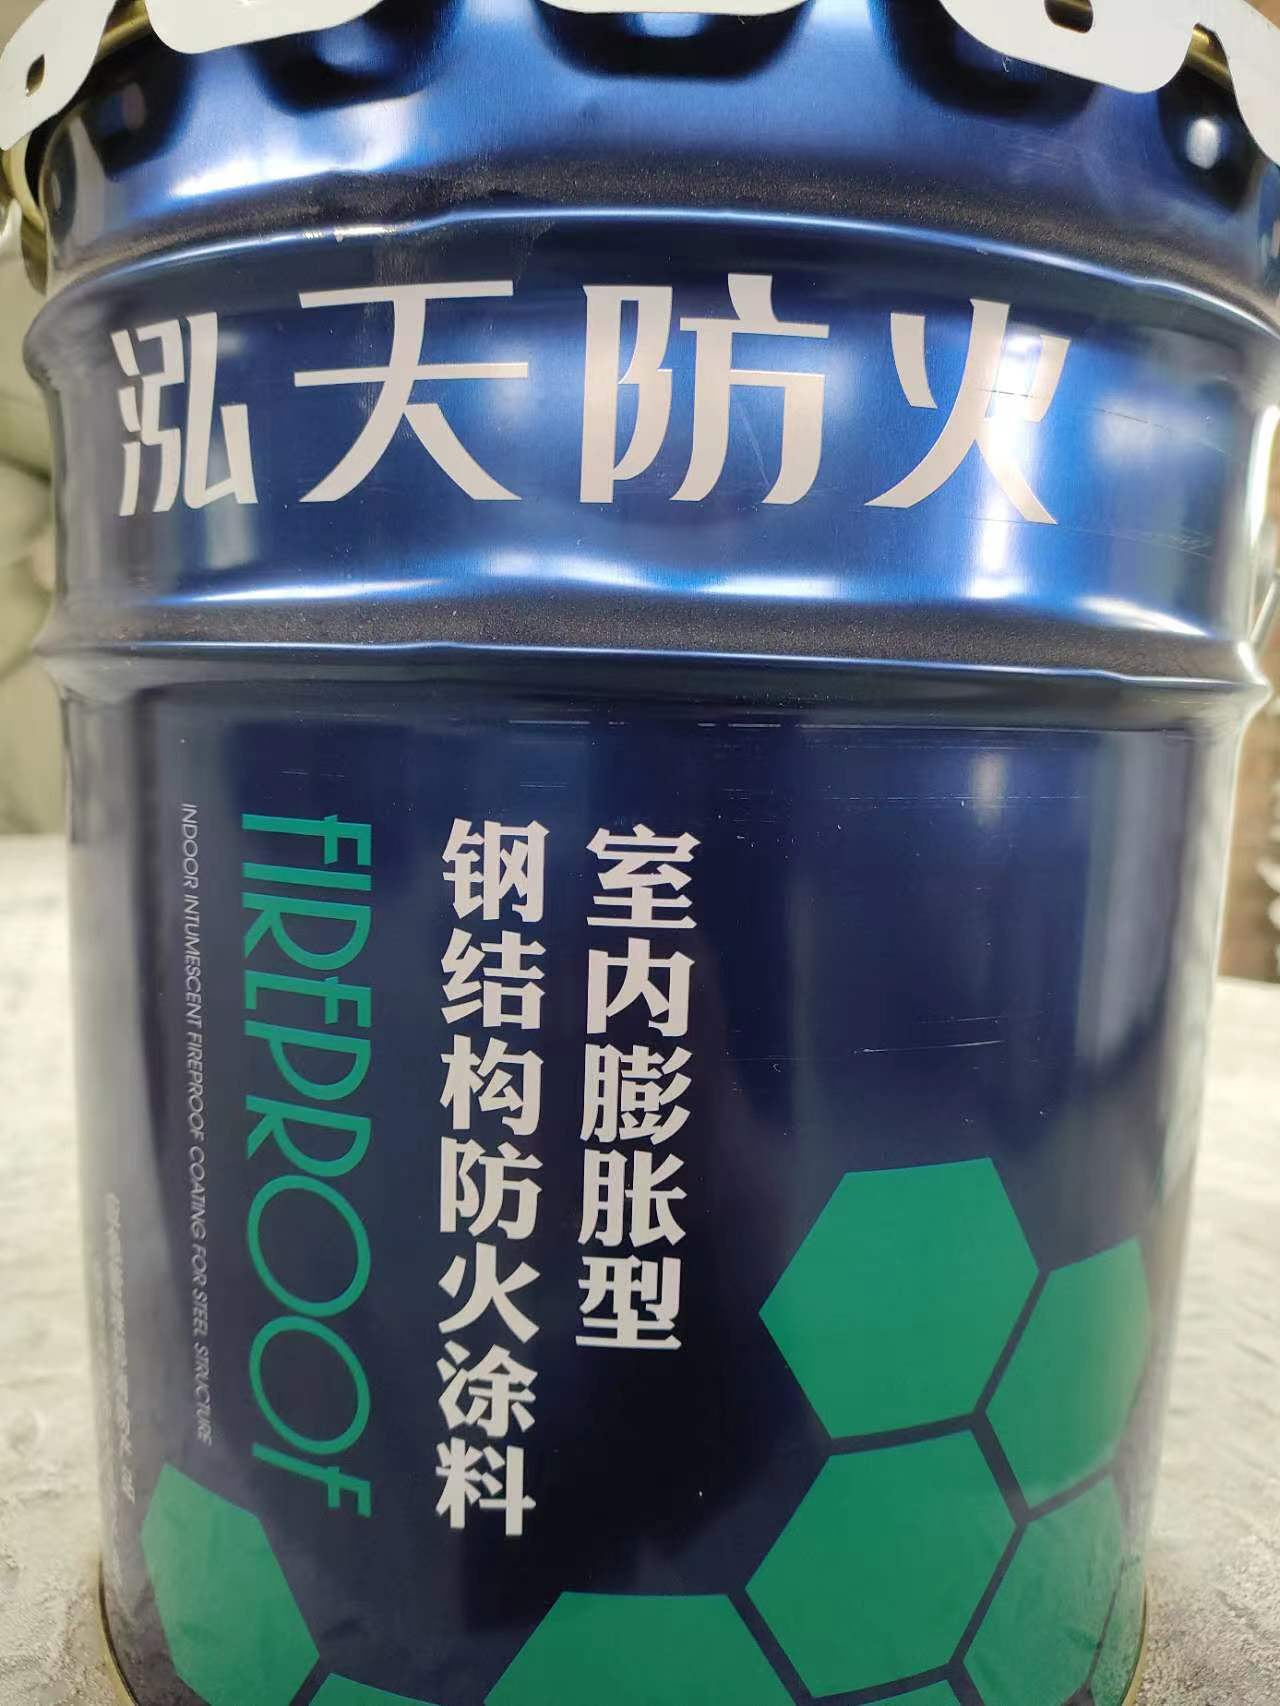 泓天防火
室内膨胀型
钢结构防火涂料
FIREPROOF
INDOOR INTUMESCENT FIREPROOF COATING FOR STEEL STRUCTURE